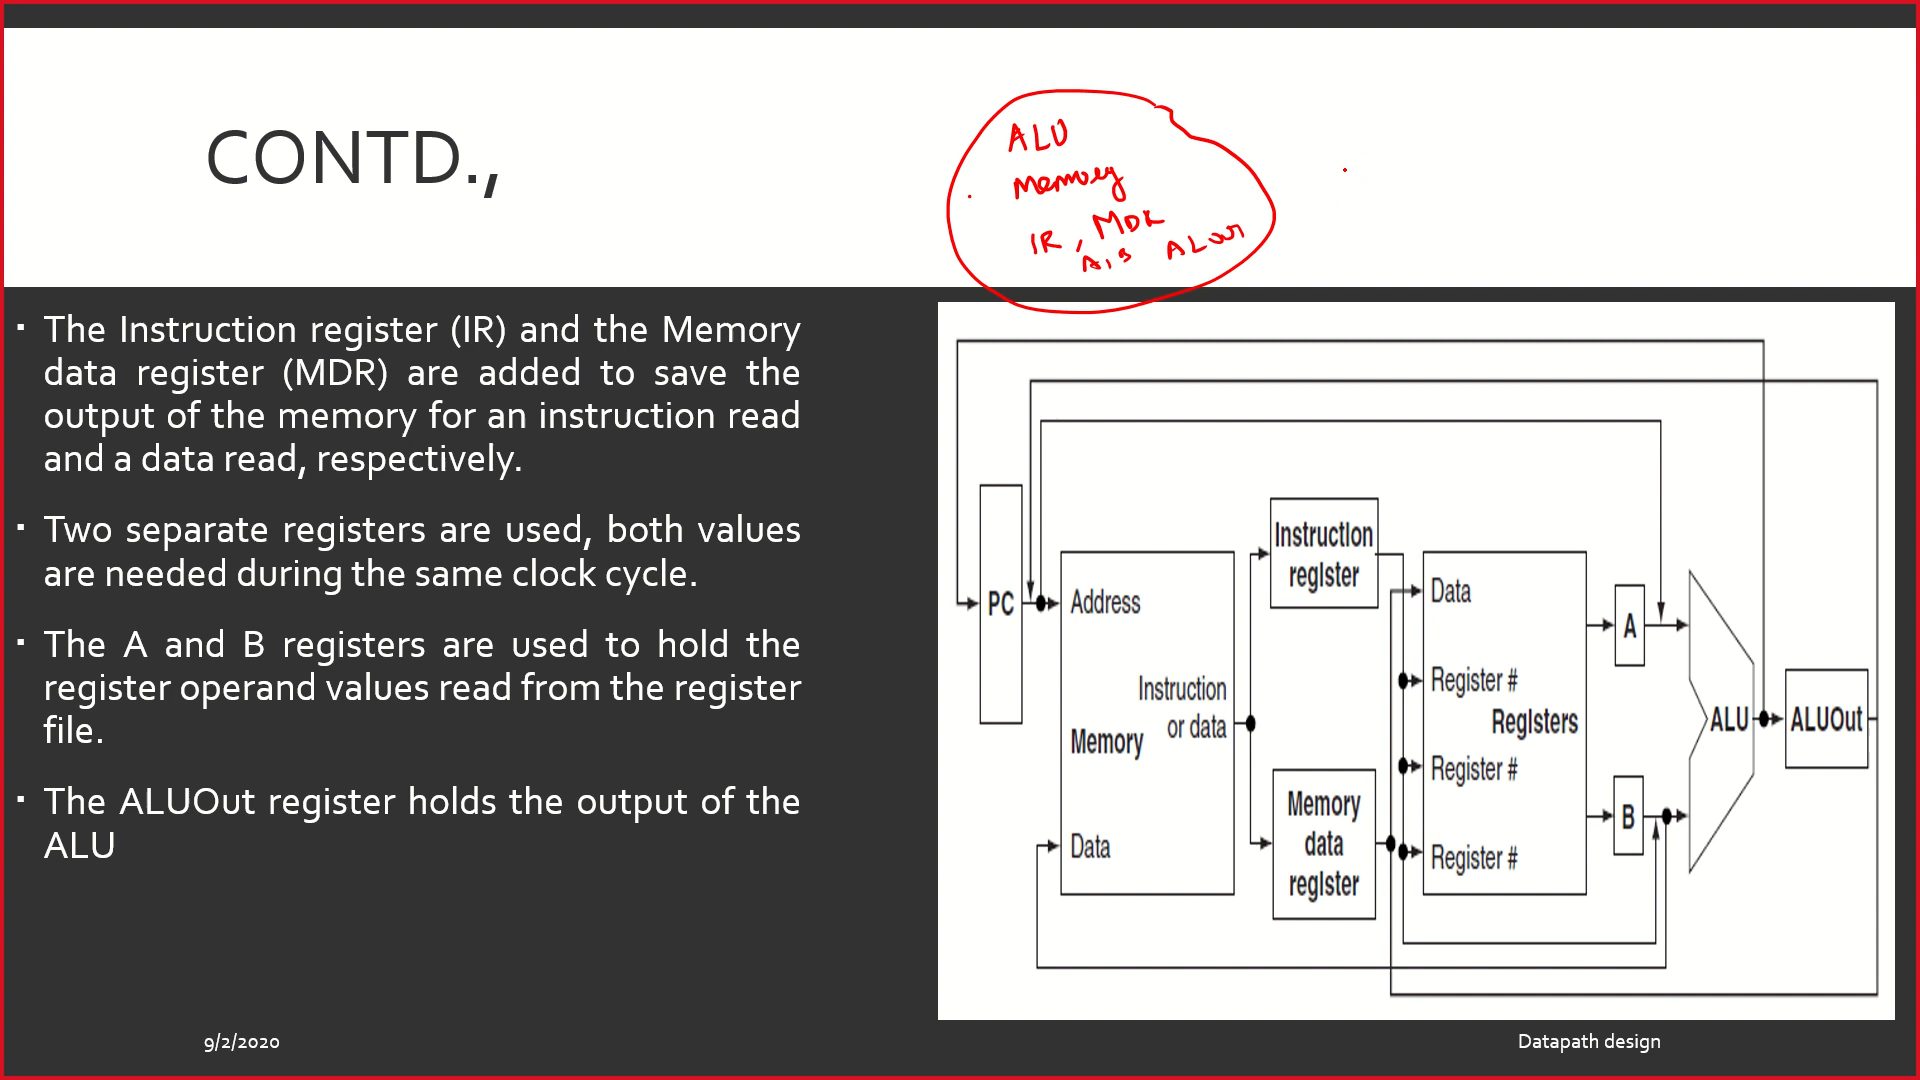 CONTD.,
ALU
Memory
IR, MDR
A, B ALUOUT
▪ The Instruction register (IR) and the Memory
data register (MDR) are added to save the
output of the memory for an instruction read
and a data read, respectively.
▪ Two separate registers are used, both values
are needed during the same clock cycle.
▪ The A and B registers are used to hold the
register operand values read from the register
file.
▪ The ALUOut register holds the output of the
ALU
PC
Address
Instruction
or data
Memory
Data
Instruction
register
Memory
data
register
Data
Register #
Registers
Register #
Register #
A
B
ALU
ALUOut
9/2/2020
Datapath design